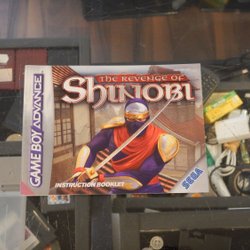 GAME BOY ADVANCE
THE REVENGE OF
SHINOBI
INSTRUCTION BOOKLET
SEGA